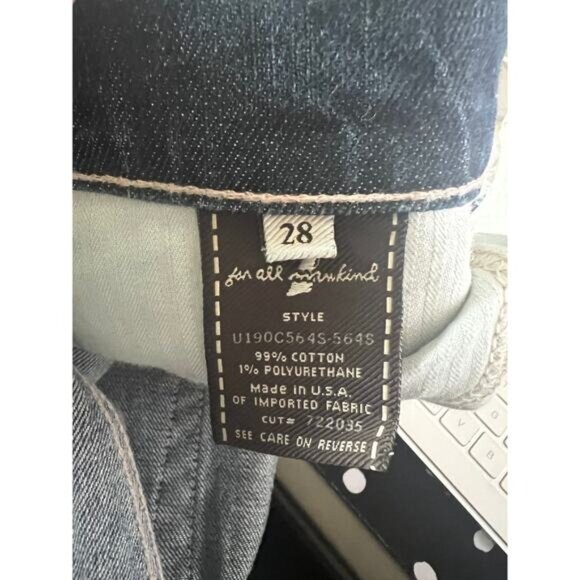 28
for all mankind
STYLE
U190C564S-564S
99% COTTON
1% POLYURETHANE
Made in U.S.A.
OF IMPORTED FABRIC
CUT# 722035
SEE CARE ON REVERSE